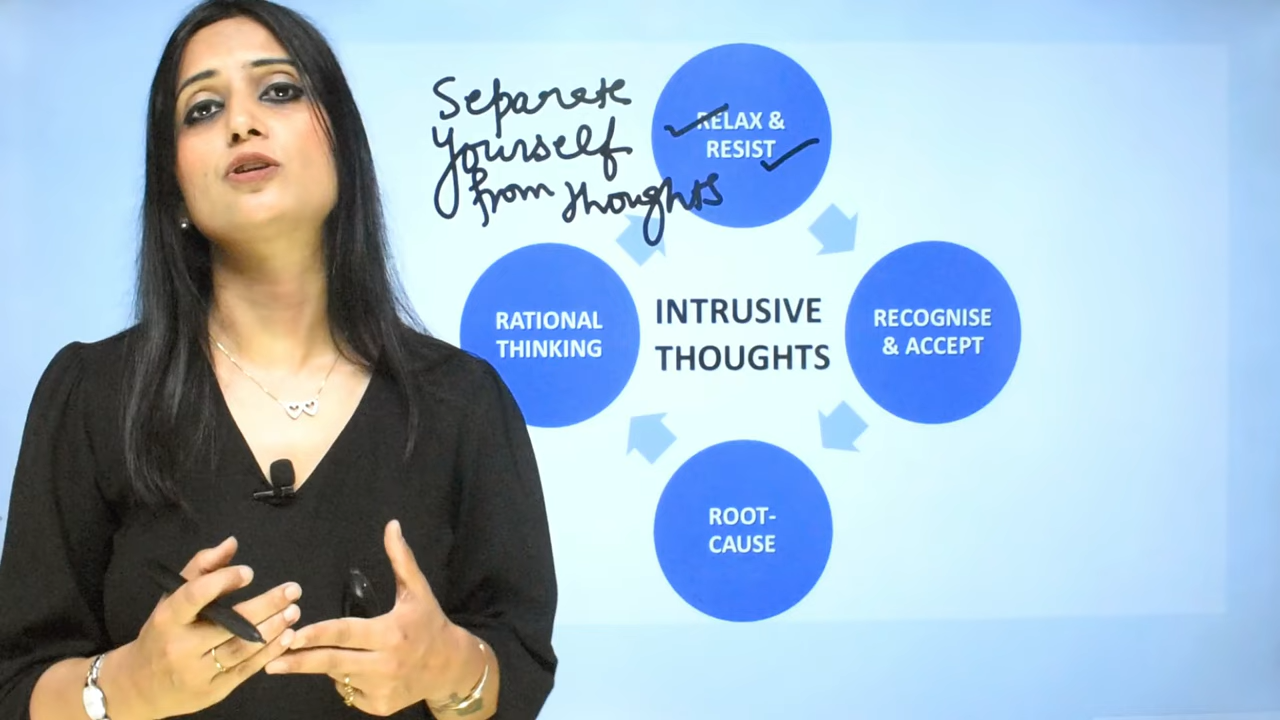 Separate
yourself
from thoughts
RELAX &
RESIST
RATIONAL
THINKING
INTRUSIVE
THOUGHTS
RECOGNISE
& ACCEPT
ROOT-
CAUSE